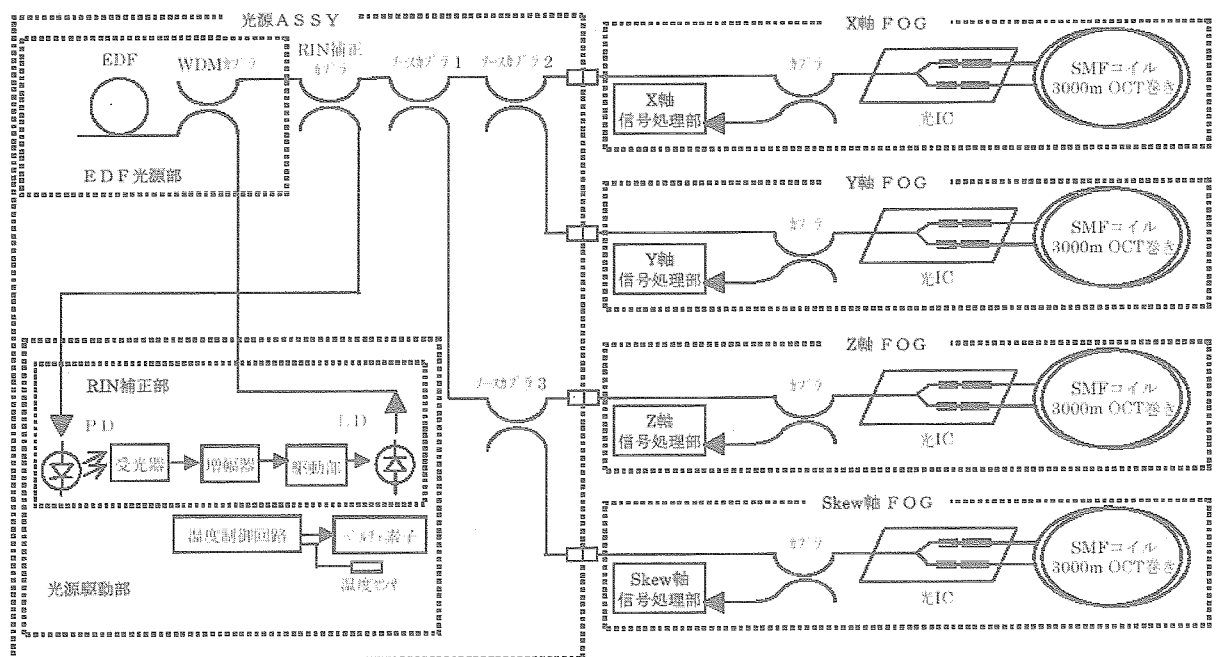 光源ASSY
EDF
WDMカプラ
RIN補正
カプラ
ソースカプラ1
ソースカプラ2
EDF光源部
RIN補正部
PD
LD
受光器
増幅器
駆動部
温度制御回路
ペルチェ素子
温度センサ
光源駆動部
ソースカプラ3
X軸 FOG
カプラ
X軸
信号処理部
光IC
SMFコイル
3000m OCT巻き
Y軸 FOG
カプラ
Y軸
信号処理部
光IC
SMFコイル
3000m OCT巻き
Z軸 FOG
カプラ
Z軸
信号処理部
光IC
SMFコイル
3000m OCT巻き
Skew軸 FOG
カプラ
Skew軸
信号処理部
光IC
SMFコイル
3000m OCT巻き